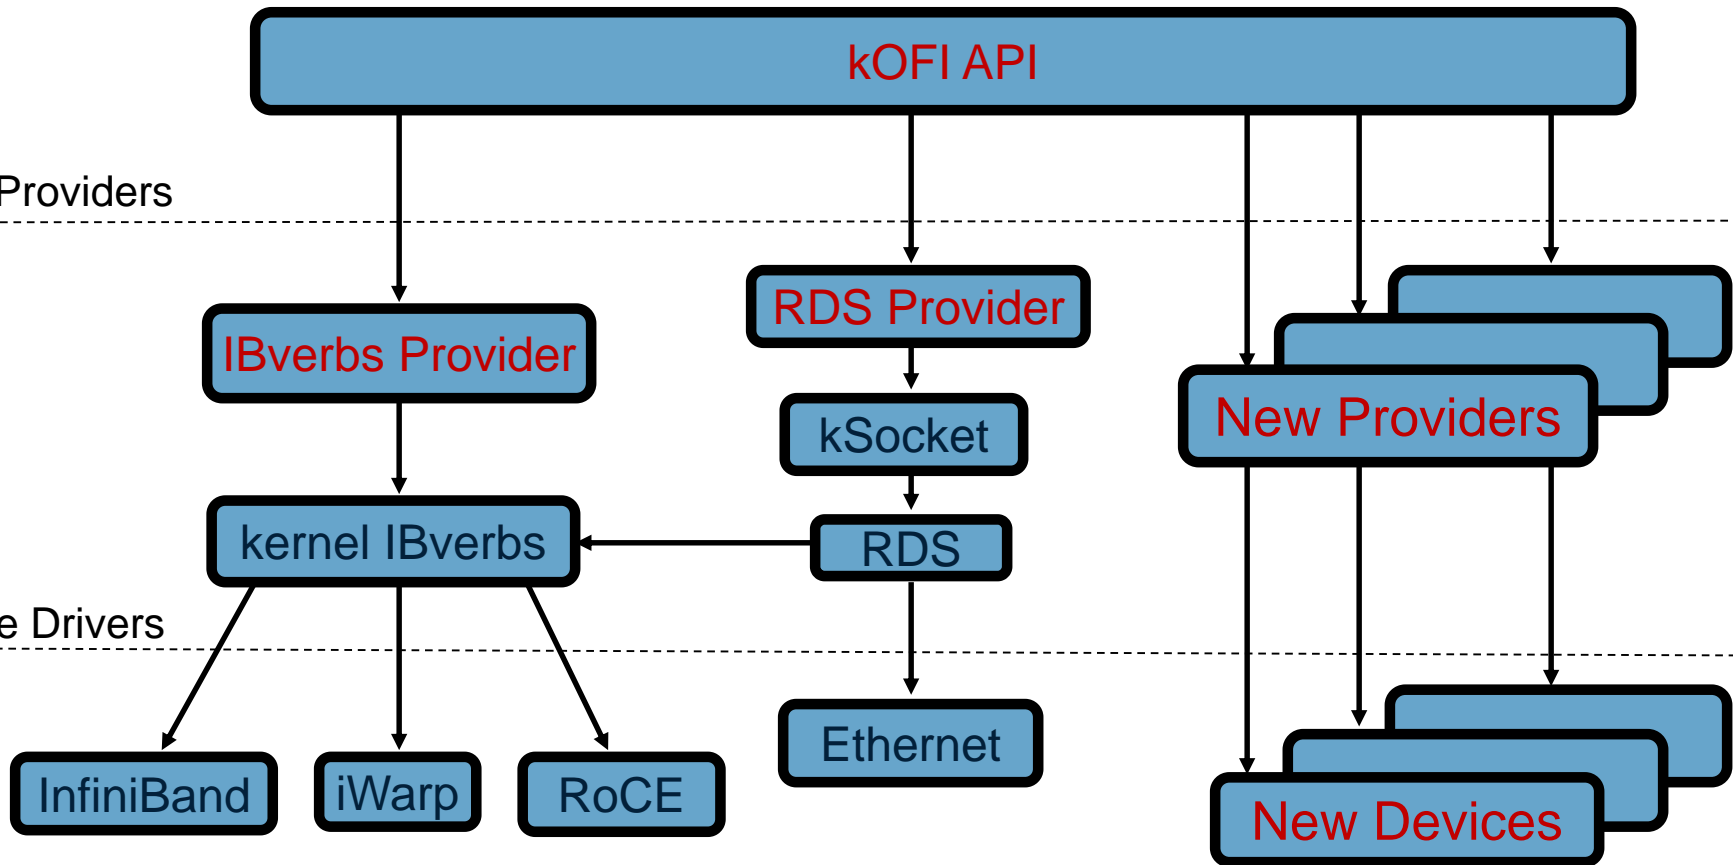 kOFI API
Providers
RDS Provider
IBverbs Provider
New Providers
kSocket
kernel IBverbs
RDS
e Drivers
Ethernet
InfiniBand
iWarp
RoCE
New Devices